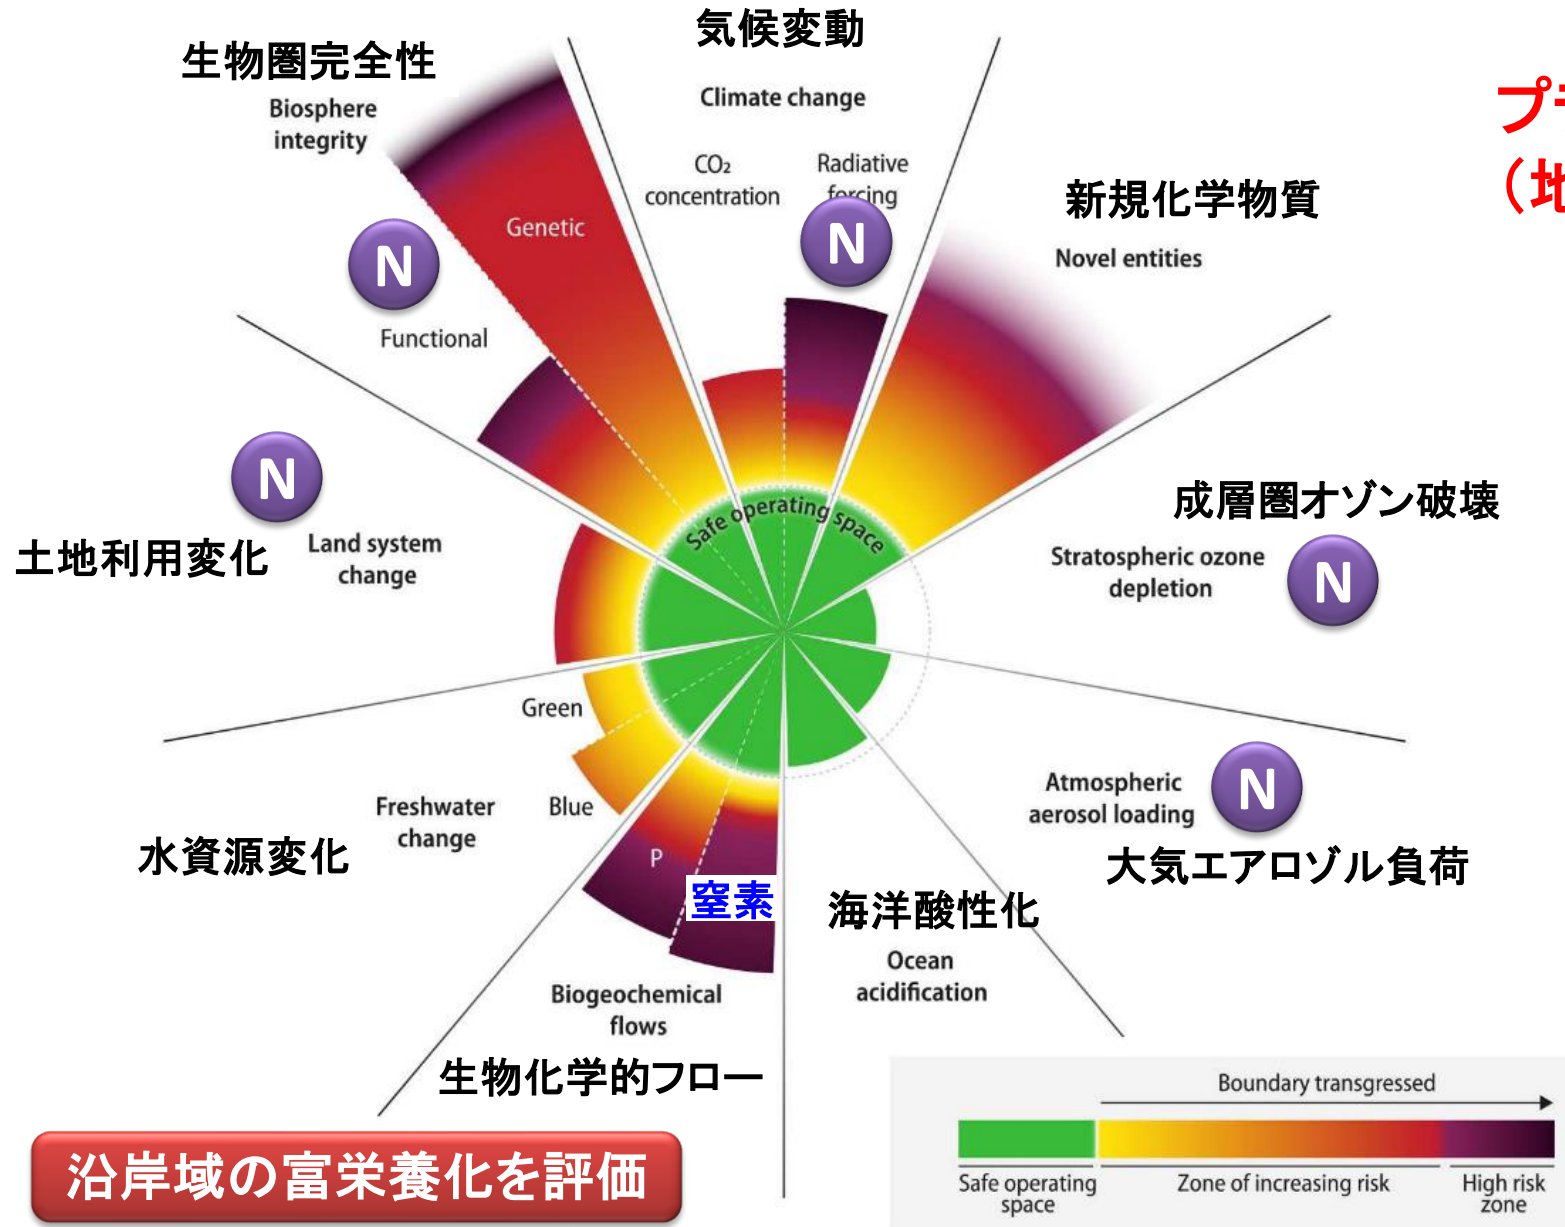 気候変動
Climate change
CO₂
concentration
Radiative
forcing
N
生物圏完全性
Biosphere
integrity
Genetic
N
Functional
新規化学物質
Novel entities
プラ
（地
N
土地利用変化
Land system
change
Safe operating space
成層圏オゾン破壊
Stratospheric ozone
depletion
N
Green
Blue
Freshwater
change
水資源変化
Atmospheric
aerosol loading
N
大気エアロゾル負荷
P
窒素
Biogeochemical
flows
生物化学的フロー
海洋酸性化
Ocean
acidification
沿岸域の富栄養化を評価
Boundary transgressed
Safe operating
space
Zone of increasing risk
High risk
zone